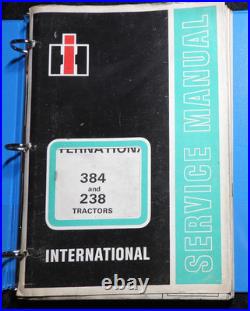 TERNATIONA
384
and
238
TRACTORS
INTERNATIONAL
SERVICE MANUAL